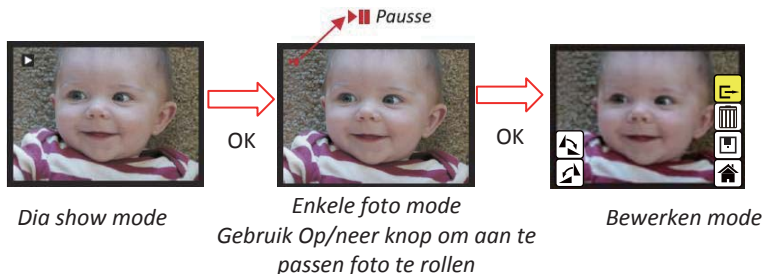 Pausse
OK
OK
Dia show mode
Enkele foto mode
Gebruik Op/neer knop om aan te
passen foto te rollen
Bewerken mode